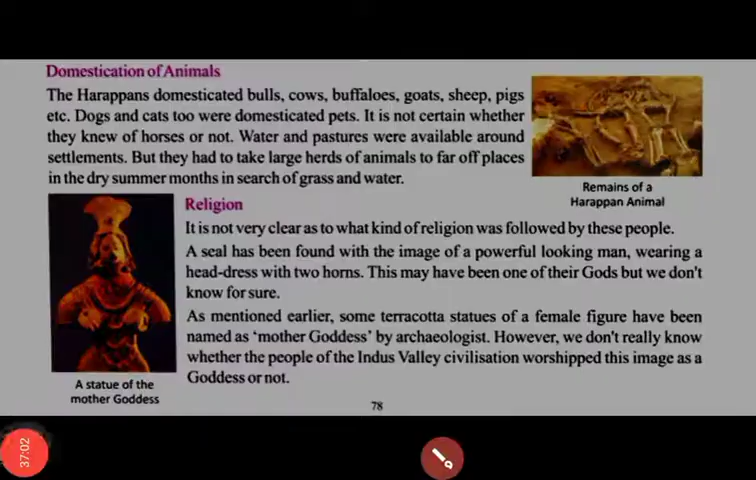 Domestication of Animals
The Harappans domesticated bulls, cows, buffaloes, goats, sheep, pigs
etc. Dogs and cats too were domesticated pets. It is not certain whether
they knew of horses or not. Water and pastures were available around
settlements. But they had to take large herds of animals to far off places
in the dry summer months in search of grass and water.
Remains of a
Harappan Animal
Religion
It is not very clear as to what kind of religion was followed by these people.
A seal has been found with the image of a powerful looking man, wearing a
head-dress with two horns. This may have been one of their Gods but we don't
know for sure.
As mentioned earlier, some terracotta statues of a female figure have been
named as 'mother Goddess' by archaeologist. However, we don't really know
whether the people of the Indus Valley civilisation worshipped this image as a
Goddess or not.
A statue of the
mother Goddess
78
37:02